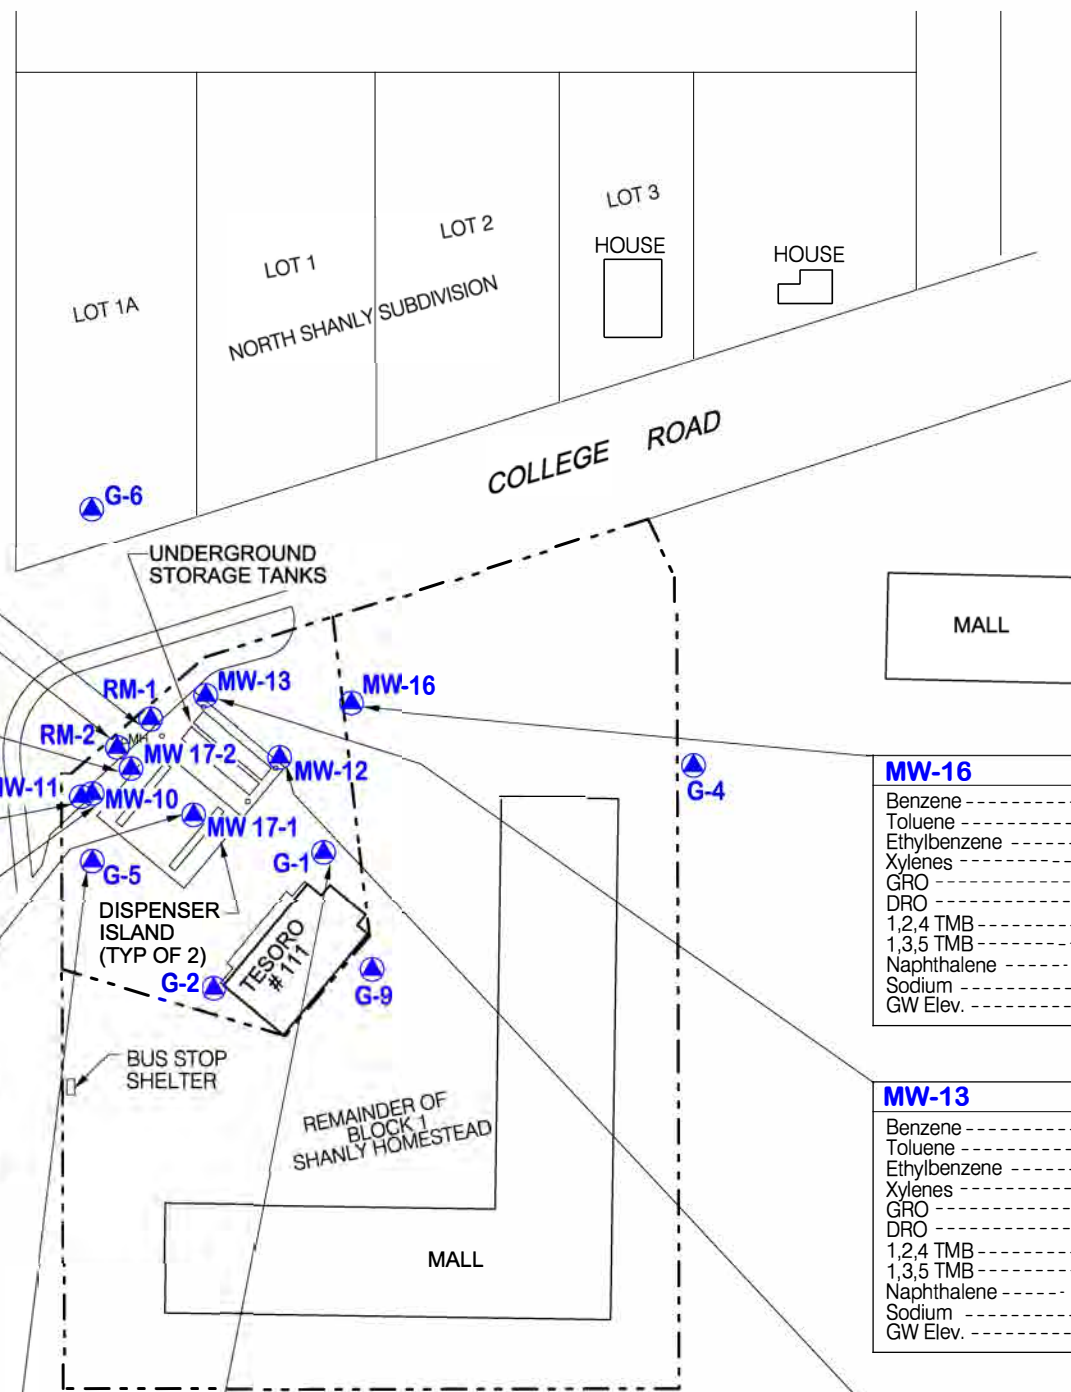 LOT 3
LOT 2
HOUSE
HOUSE
LOT 1
LOT 1A
NORTH SHANLY SUBDIVISION
COLLEGE ROAD
G-6
UNDERGROUND
STORAGE TANKS
MALL
MW-13
MW-16
RM-1
RM-2
MH
MW 17-2
MW-12
G-4
MW-11
MW-10
MW 17-1
G-1
G-5
DISPENSER
ISLAND
(TYP OF 2)
TESORO
# 111
G-2
G-9
BUS STOP
SHELTER
REMAINDER OF
BLOCK 1
SHANLY HOMESTEAD
MALL
MW-16
Benzene
Toluene
Ethylbenzene
Xylenes
GRO
DRO
1,2,4 TMB
1,3,5 TMB
Naphthalene
Sodium
GW Elev.
MW-13
Benzene
Toluene
Ethylbenzene
Xylenes
GRO
DRO
1,2,4 TMB
1,3,5 TMB
Naphthalene
Sodium
GW Elev.